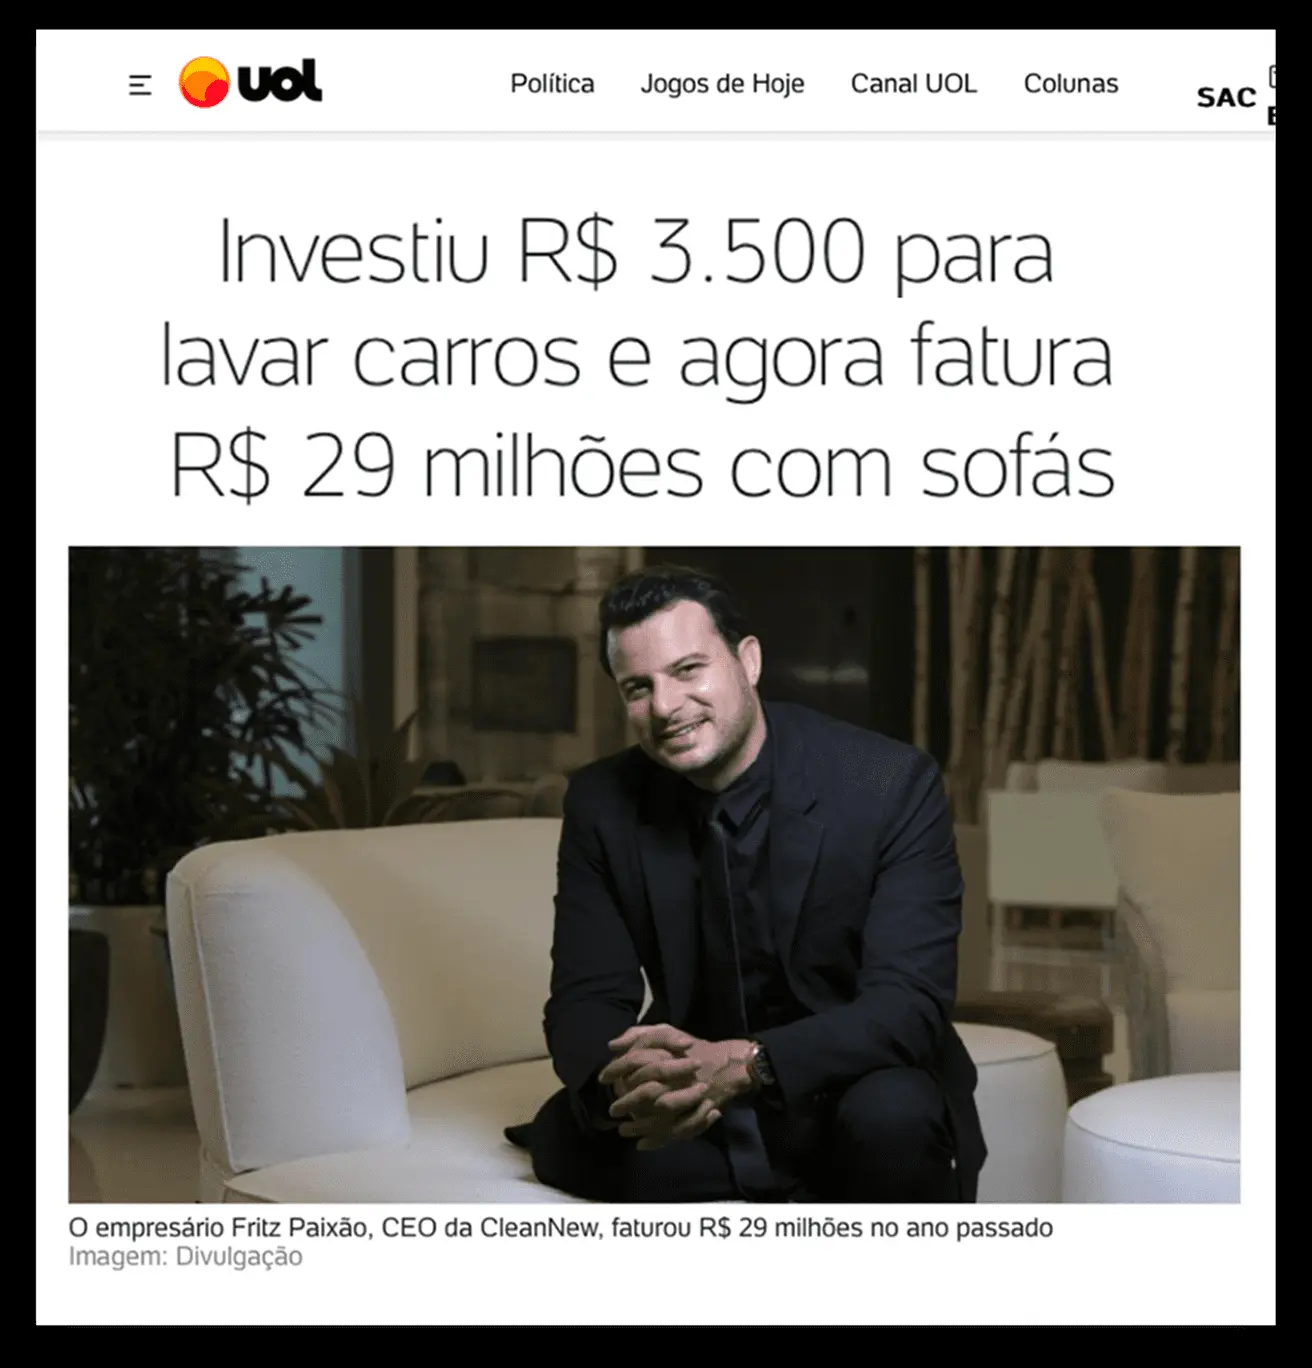 uol
Política Jogos de Hoje Canal UOL Colunas
SAC
Investiu R$ 3.500 para
lavar carros e agora fatura
R$ 29 milhões com sofás
O empresário Fritz Paixão, CEO da CleanNew, faturou R$ 29 milhões no ano passado
Imagem: Divulgação